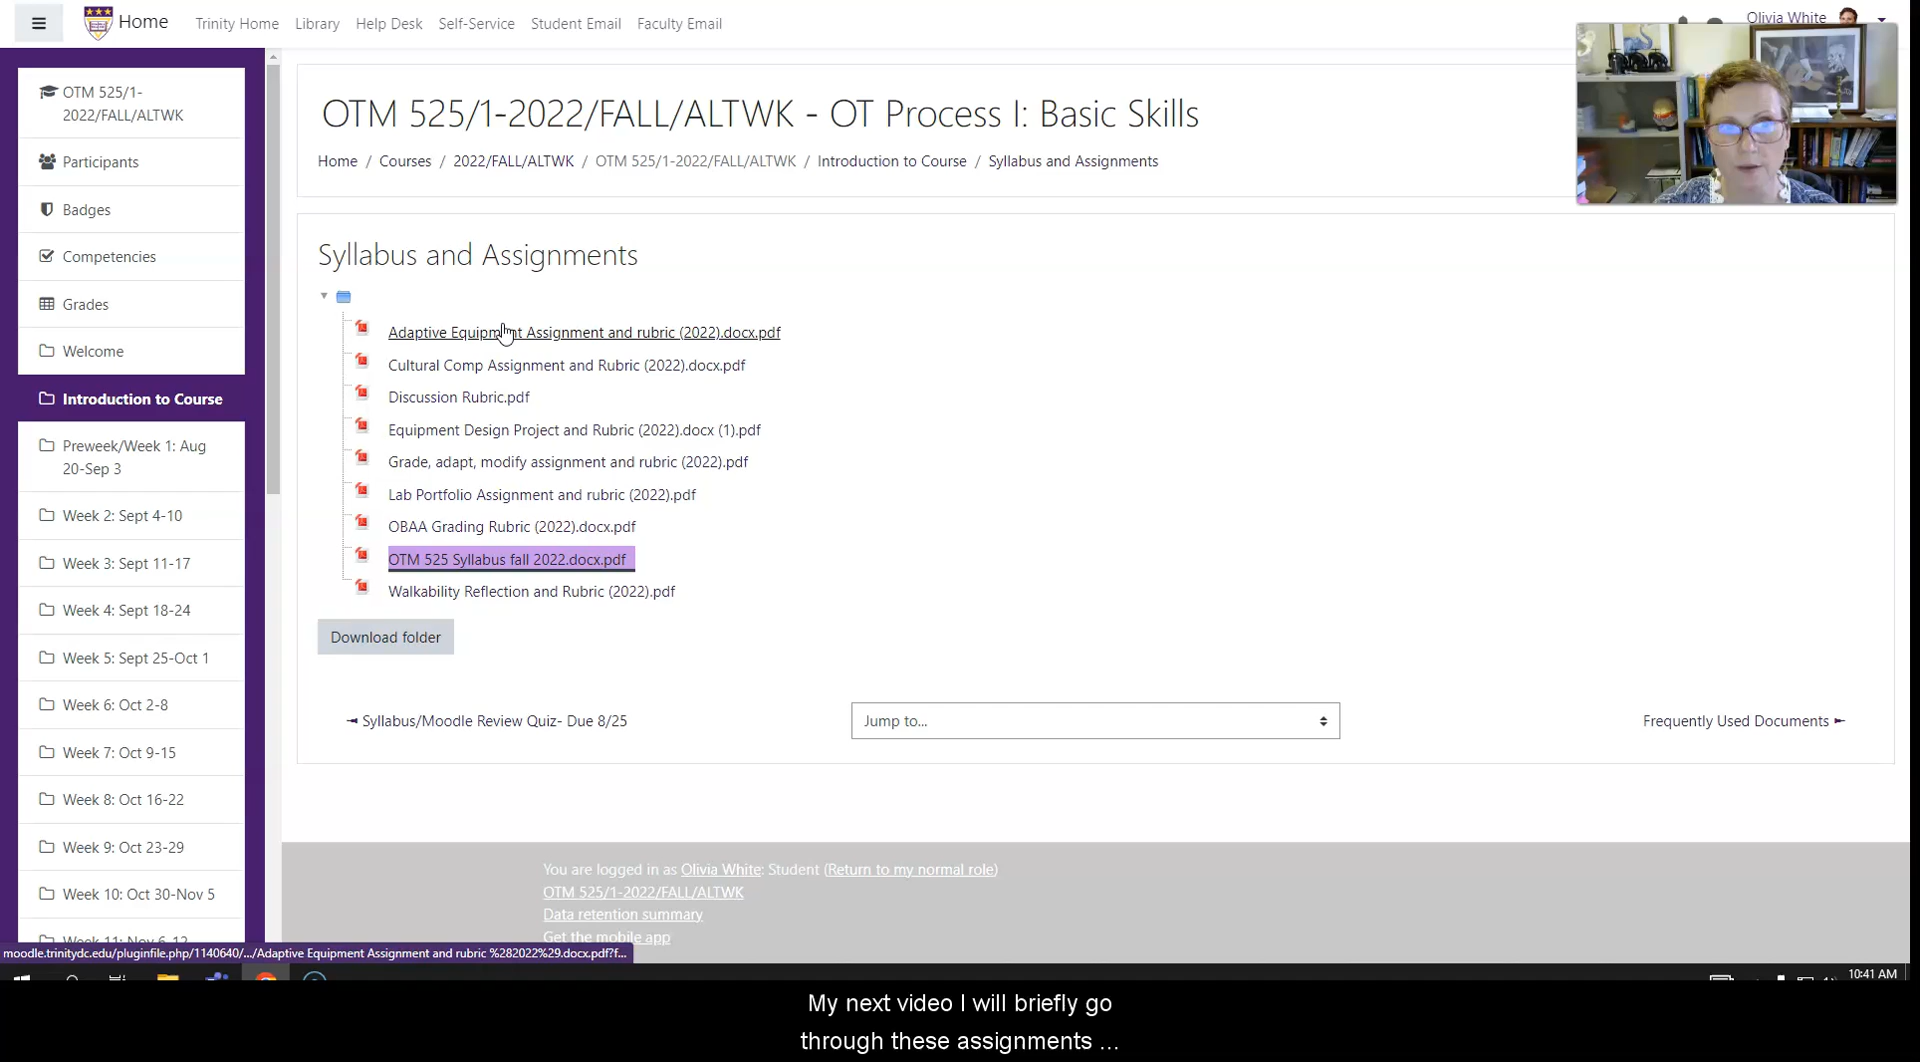 Home Trinity Home Library Help Desk Self-Service Student Email Faculty Email Olivia White
OTM 525/1-
2022/FALL/ALTWK
Participants
Badges
Competencies
Grades
Welcome
Introduction to Course
Preweek/Week 1: Aug
20-Sep 3
Week 2: Sept 4-10
Week 3: Sept 11-17
Week 4: Sept 18-24
Week 5: Sept 25-Oct 1
Week 6: Oct 2-8
Week 7: Oct 9-15
Week 8: Oct 16-22
Week 9: Oct 23-29
Week 10: Oct 30-Nov 5
Week 11: Nov 6-12
OTM 525/1-2022/FALL/ALTWK - OT Process I: Basic Skills
Home / Courses / 2022/FALL/ALTWK / OTM 525/1-2022/FALL/ALTWK / Introduction to Course / Syllabus and Assignments
Syllabus and Assignments
Adaptive Equipment Assignment and rubric (2022).docx.pdf
Cultural Comp Assignment and Rubric (2022).docx.pdf
Discussion Rubric.pdf
Equipment Design Project and Rubric (2022).docx (1).pdf
Grade, adapt, modify assignment and rubric (2022).pdf
Lab Portfolio Assignment and rubric (2022).pdf
OBAA Grading Rubric (2022).docx.pdf
OTM 525 Syllabus fall 2022.docx.pdf
Walkability Reflection and Rubric (2022).pdf
Download folder
◄ Syllabus/Moodle Review Quiz- Due 8/25
Jump to...
Frequently Used Documents ►
You are logged in as Olivia White: Student (Return to my normal role)
OTM 525/1-2022/FALL/ALTWK
Data retention summary
Get the mobile app
moodle.trinitydc.edu/pluginfile.php/1140640/.../Adaptive Equipment Assignment and rubric %282022%29.docx.pdf?f...
10:41 AM
My next video I will briefly go
through these assignments ...